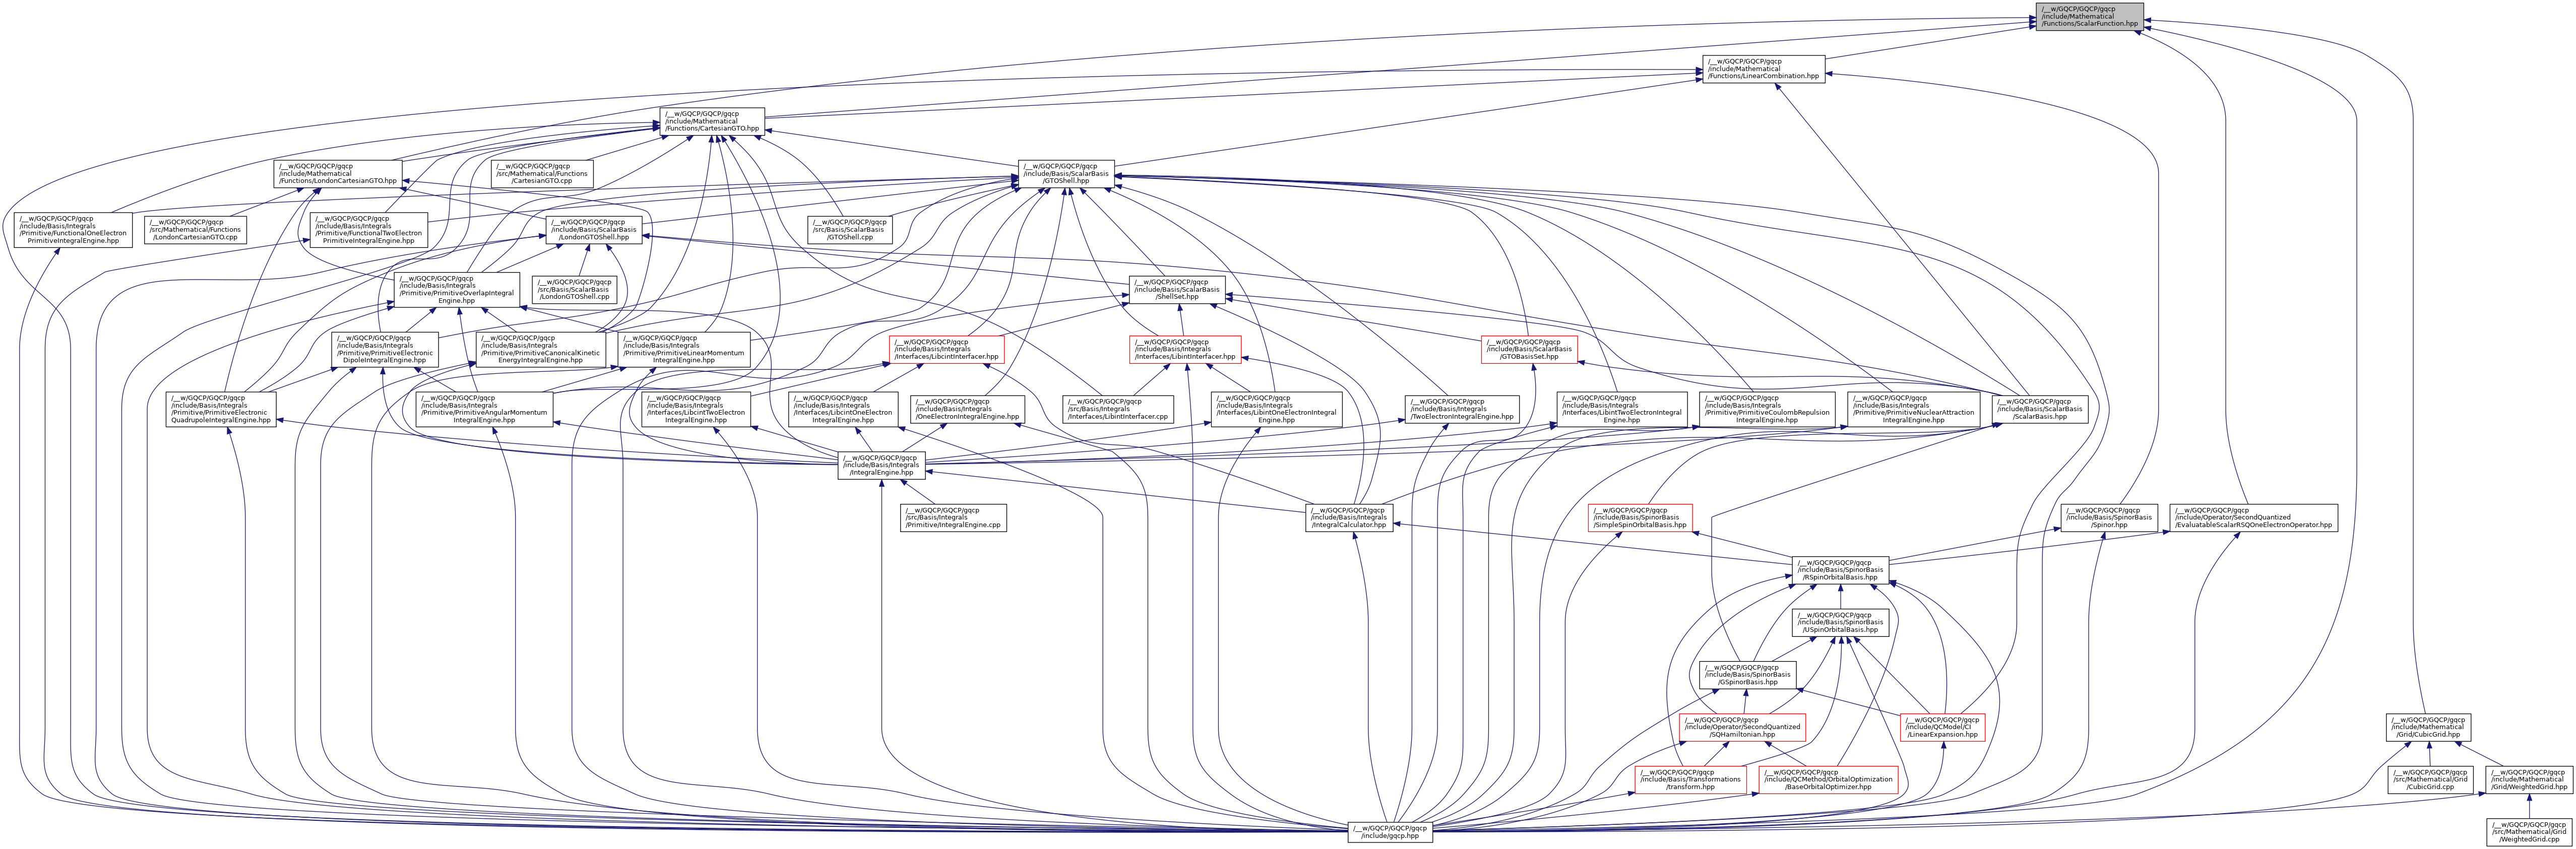 /__w/GQCP/GQCP/gqcp
/include/Mathematical
/Functions/ScalarFunction.hpp
/__w/GQCP/GQCP/gqcp
/include/Mathematical
/Functions/LinearCombination.hpp
/__w/GQCP/GQCP/gqcp
/include/Mathematical
/Functions/CartesianGTO.hpp
/__w/GQCP/GQCP/gqcp
/include/Mathematical
/Functions/LondonCartesianGTO.hpp
/__w/GQCP/GQCP/gqcp
/src/Mathematical/Functions
/CartesianGTO.cpp
/__w/GQCP/GQCP/gqcp
/include/Basis/ScalarBasis
/GTOShell.hpp
/__w/GQCP/GQCP/gqcp
/include/Basis/Integrals
/Primitive/FunctionalOneElectron
PrimitiveIntegralEngine.hpp
/__w/GQCP/GQCP/gqcp
/src/Mathematical/Functions
/LondonCartesianGTO.cpp
/__w/GQCP/GQCP/gqcp
/include/Basis/Integrals
/Primitive/FunctionalTwoElectron
PrimitiveIntegralEngine.hpp
/__w/GQCP/GQCP/gqcp
/include/Basis/ScalarBasis
/LondonGTOShell.hpp
/__w/GQCP/GQCP/gqcp
/src/Basis/ScalarBasis
/GTOShell.cpp
/__w/GQCP/GQCP/gqcp
/include/Basis/Integrals
/Primitive/PrimitiveOverlapIntegral
Engine.hpp
/__w/GQCP/GQCP/gqcp
/src/Basis/ScalarBasis
/LondonGTOShell.cpp
/__w/GQCP/GQCP/gqcp
/include/Basis/ScalarBasis
/ShellSet.hpp
/__w/GQCP/GQCP/gqcp
/include/Basis/Integrals
/Primitive/PrimitiveElectronic
DipoleIntegralEngine.hpp
/__w/GQCP/GQCP/gqcp
/include/Basis/Integrals
/Primitive/PrimitiveCanonicalKinetic
EnergyIntegralEngine.hpp
/__w/GQCP/GQCP/gqcp
/include/Basis/Integrals
/Primitive/PrimitiveLinearMomentum
IntegralEngine.hpp
/__w/GQCP/GQCP/gqcp
/include/Basis/Integrals
/Interfaces/LibcintInterfacer.hpp
/__w/GQCP/GQCP/gqcp
/include/Basis/Integrals
/Interfaces/LibintInterfacer.hpp
/__w/GQCP/GQCP/gqcp
/include/Basis/ScalarBasis
/GTOBasisSet.hpp
/__w/GQCP/GQCP/gqcp
/include/Basis/Integrals
/Primitive/PrimitiveElectronic
QuadrupoleIntegralEngine.hpp
/__w/GQCP/GQCP/gqcp
/include/Basis/Integrals
/Primitive/PrimitiveAngularMomentum
IntegralEngine.hpp
/__w/GQCP/GQCP/gqcp
/include/Basis/Integrals
/Interfaces/LibcintTwoElectron
IntegralEngine.hpp
/__w/GQCP/GQCP/gqcp
/include/Basis/Integrals
/Interfaces/LibcintOneElectron
IntegralEngine.hpp
/__w/GQCP/GQCP/gqcp
/include/Basis/Integrals
/OneElectronIntegralEngine.hpp
/__w/GQCP/GQCP/gqcp
/src/Basis/Integrals
/Interfaces/LibintInterfacer.cpp
/__w/GQCP/GQCP/gqcp
/include/Basis/Integrals
/Interfaces/LibintOneElectronIntegral
Engine.hpp
/__w/GQCP/GQCP/gqcp
/include/Basis/Integrals
/TwoElectronIntegralEngine.hpp
/__w/GQCP/GQCP/gqcp
/include/Basis/Integrals
/Interfaces/LibintTwoElectronIntegral
Engine.hpp
/__w/GQCP/GQCP/gqcp
/include/Basis/Integrals
/Primitive/PrimitiveCoulombRepulsion
IntegralEngine.hpp
/__w/GQCP/GQCP/gqcp
/include/Basis/Integrals
/Primitive/PrimitiveNuclearAttraction
IntegralEngine.hpp
/__w/GQCP/GQCP/gqcp
/include/Basis/ScalarBasis
/ScalarBasis.hpp
/__w/GQCP/GQCP/gqcp
/include/Basis/Integrals
/IntegralEngine.hpp
/__w/GQCP/GQCP/gqcp
/src/Basis/Integrals
/Primitive/IntegralEngine.cpp
/__w/GQCP/GQCP/gqcp
/include/Basis/Integrals
/IntegralCalculator.hpp
/__w/GQCP/GQCP/gqcp
/include/Basis/SpinorBasis
/SimpleSpinOrbitalBasis.hpp
/__w/GQCP/GQCP/gqcp
/include/Basis/SpinorBasis
/Spinor.hpp
/__w/GQCP/GQCP/gqcp
/include/Operator/SecondQuantized
/EvaluatableScalarRSQOneElectronOperator.hpp
/__w/GQCP/GQCP/gqcp
/include/Basis/SpinorBasis
/RSpinOrbitalBasis.hpp
/__w/GQCP/GQCP/gqcp
/include/Basis/SpinorBasis
/USpinOrbitalBasis.hpp
/__w/GQCP/GQCP/gqcp
/include/Basis/SpinorBasis
/GSpinorBasis.hpp
/__w/GQCP/GQCP/gqcp
/include/Operator/SecondQuantized
/SQHamiltonian.hpp
/__w/GQCP/GQCP/gqcp
/include/QCModel/CI
/LinearExpansion.hpp
/__w/GQCP/GQCP/gqcp
/include/Mathematical
/Grid/CubicGrid.hpp
/__w/GQCP/GQCP/gqcp
/include/Basis/Transformations
/transform.hpp
/__w/GQCP/GQCP/gqcp
/include/QCMethod/OrbitalOptimization
/BaseOrbitalOptimizer.hpp
/__w/GQCP/GQCP/gqcp
/src/Mathematical/Grid
/CubicGrid.cpp
/__w/GQCP/GQCP/gqcp
/include/Mathematical
/Grid/WeightedGrid.hpp
/__w/GQCP/GQCP/gqcp
/include/gqcp.hpp
/__w/GQCP/GQCP/gqcp
/src/Mathematical/Grid
/WeightedGrid.cpp